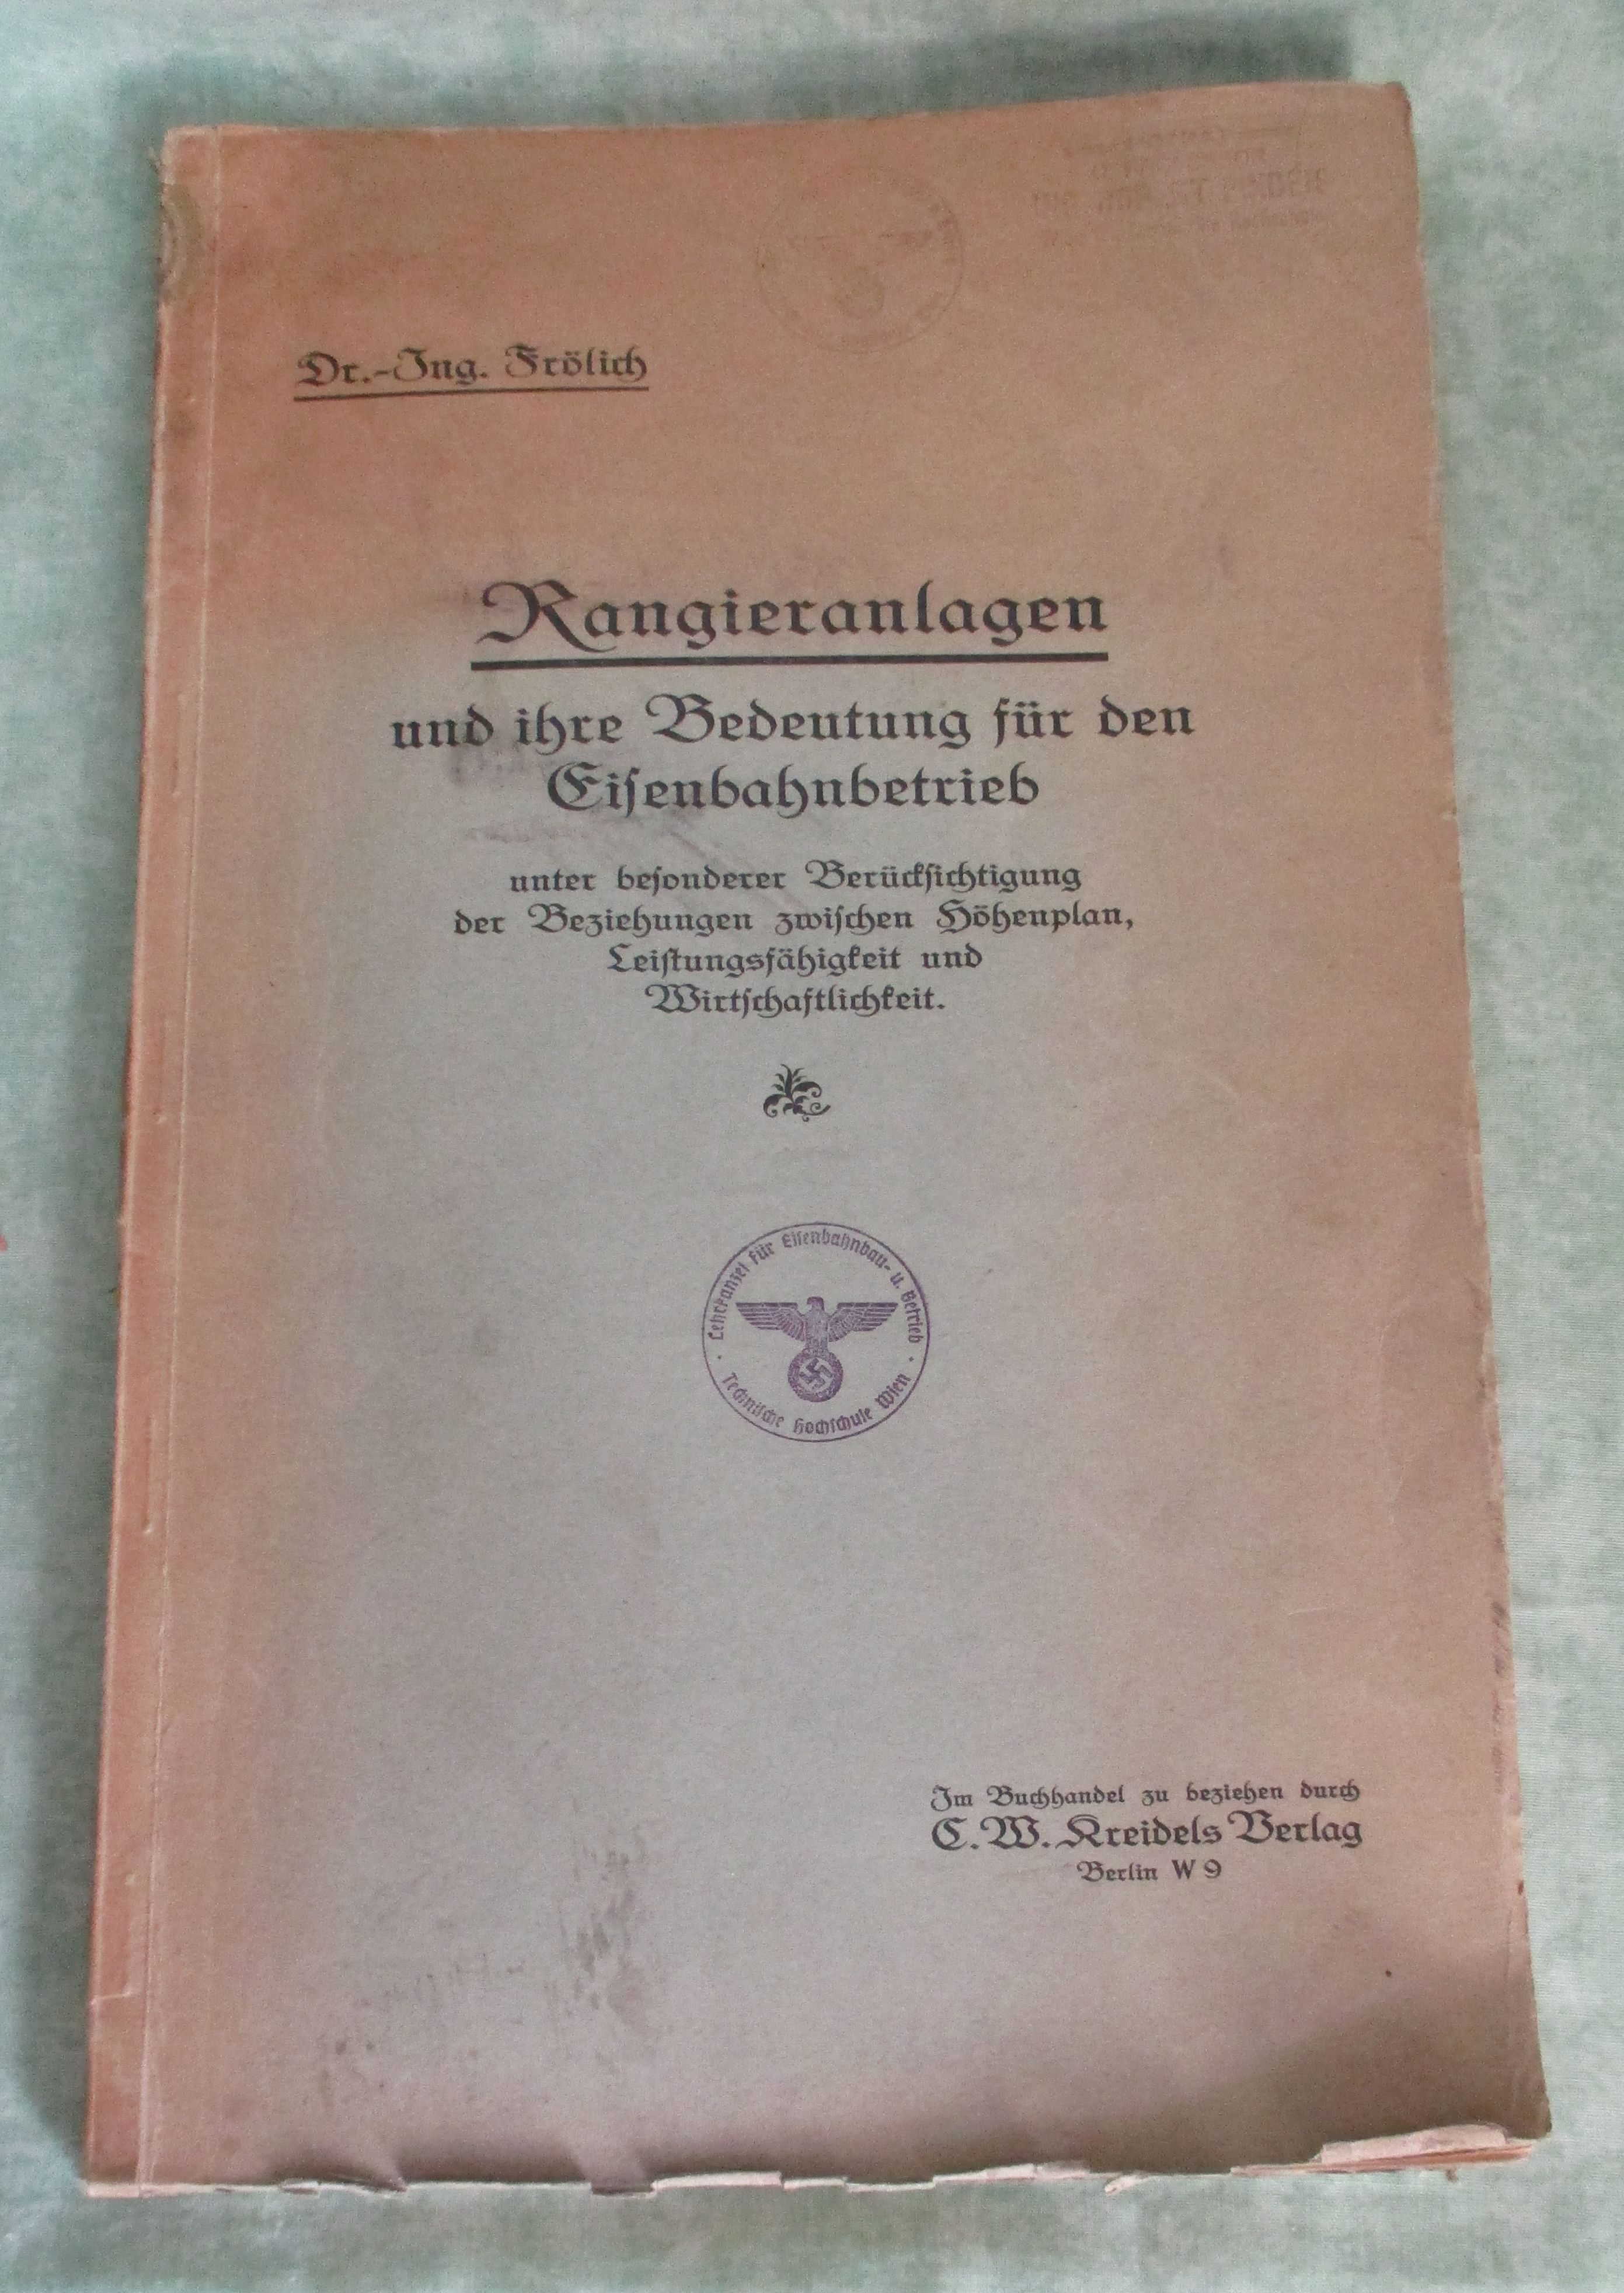 Dr.-Ing. Frölich
Rangieranlagen
und ihre Bedeutung für den
Eiſenbahnbetrieb
unter beſonderer Berückſichtigung
der Beziehungen zwiſchen Höhenplan,
Leiſtungsfähigkeit und
Wirtſchaftlichkeit.
Lehrkanzel für Eiſenbahnbau- u. Betrieb
Techniſche Hochſchule Wien
Im Buchhandel zu beziehen durch
C. W. Kreidels Verlag
Berlin W 9